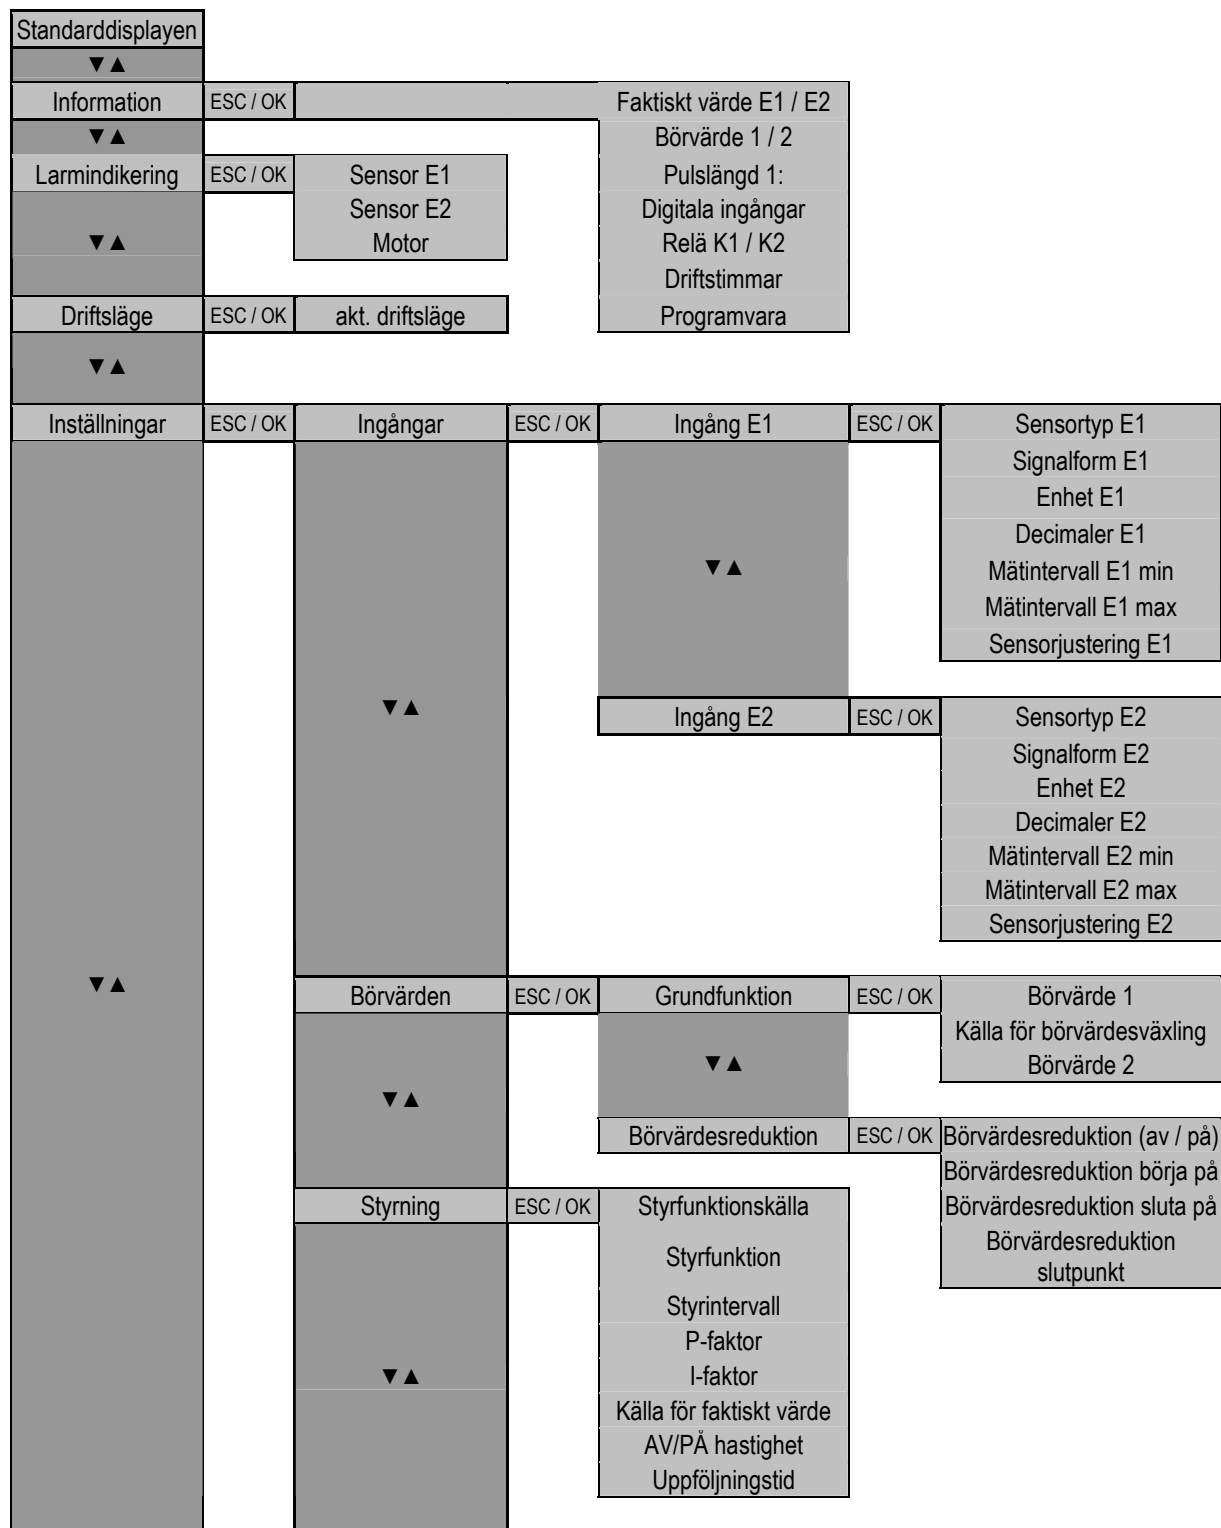 Standarddisplayen
▼▲
Information ESC / OK Faktiskt värde E1 / E2
▼▲ Börvärde 1 / 2
Larmindikering ESC / OK Sensor E1 Pulslängd 1:
Sensor E2 Digitala ingångar
▼▲ Motor Relä K1 / K2
Driftstimmar
Driftsläge ESC / OK akt. driftsläge Programvara
▼▲
Inställningar ESC / OK Ingångar ESC / OK Ingång E1 ESC / OK Sensortyp E1
Signalform E1
Enhet E1
Decimaler E1
▼▲ Mätintervall E1 min
Mätintervall E1 max
Sensorjustering E1
▼▲ Ingång E2 ESC / OK Sensortyp E2
Signalform E2
Enhet E2
Decimaler E2
Mätintervall E2 min
Mätintervall E2 max
Sensorjustering E2
▼▲ Börvärden ESC / OK Grundfunktion ESC / OK Börvärde 1
Källa för börvärdesväxling
▼▲ Börvärde 2
▼▲
Börvärdesreduktion ESC / OK Börvärdesreduktion (av / på)
Börvärdesreduktion börja på
Styrning ESC / OK Styrfunktionskälla Börvärdesreduktion sluta på
Styrfunktion Börvärdesreduktion
slutpunkt
Styrintervall
P-faktor
▼▲ I-faktor
Källa för faktiskt värde
AV/PÅ hastighet
Uppföljningstid